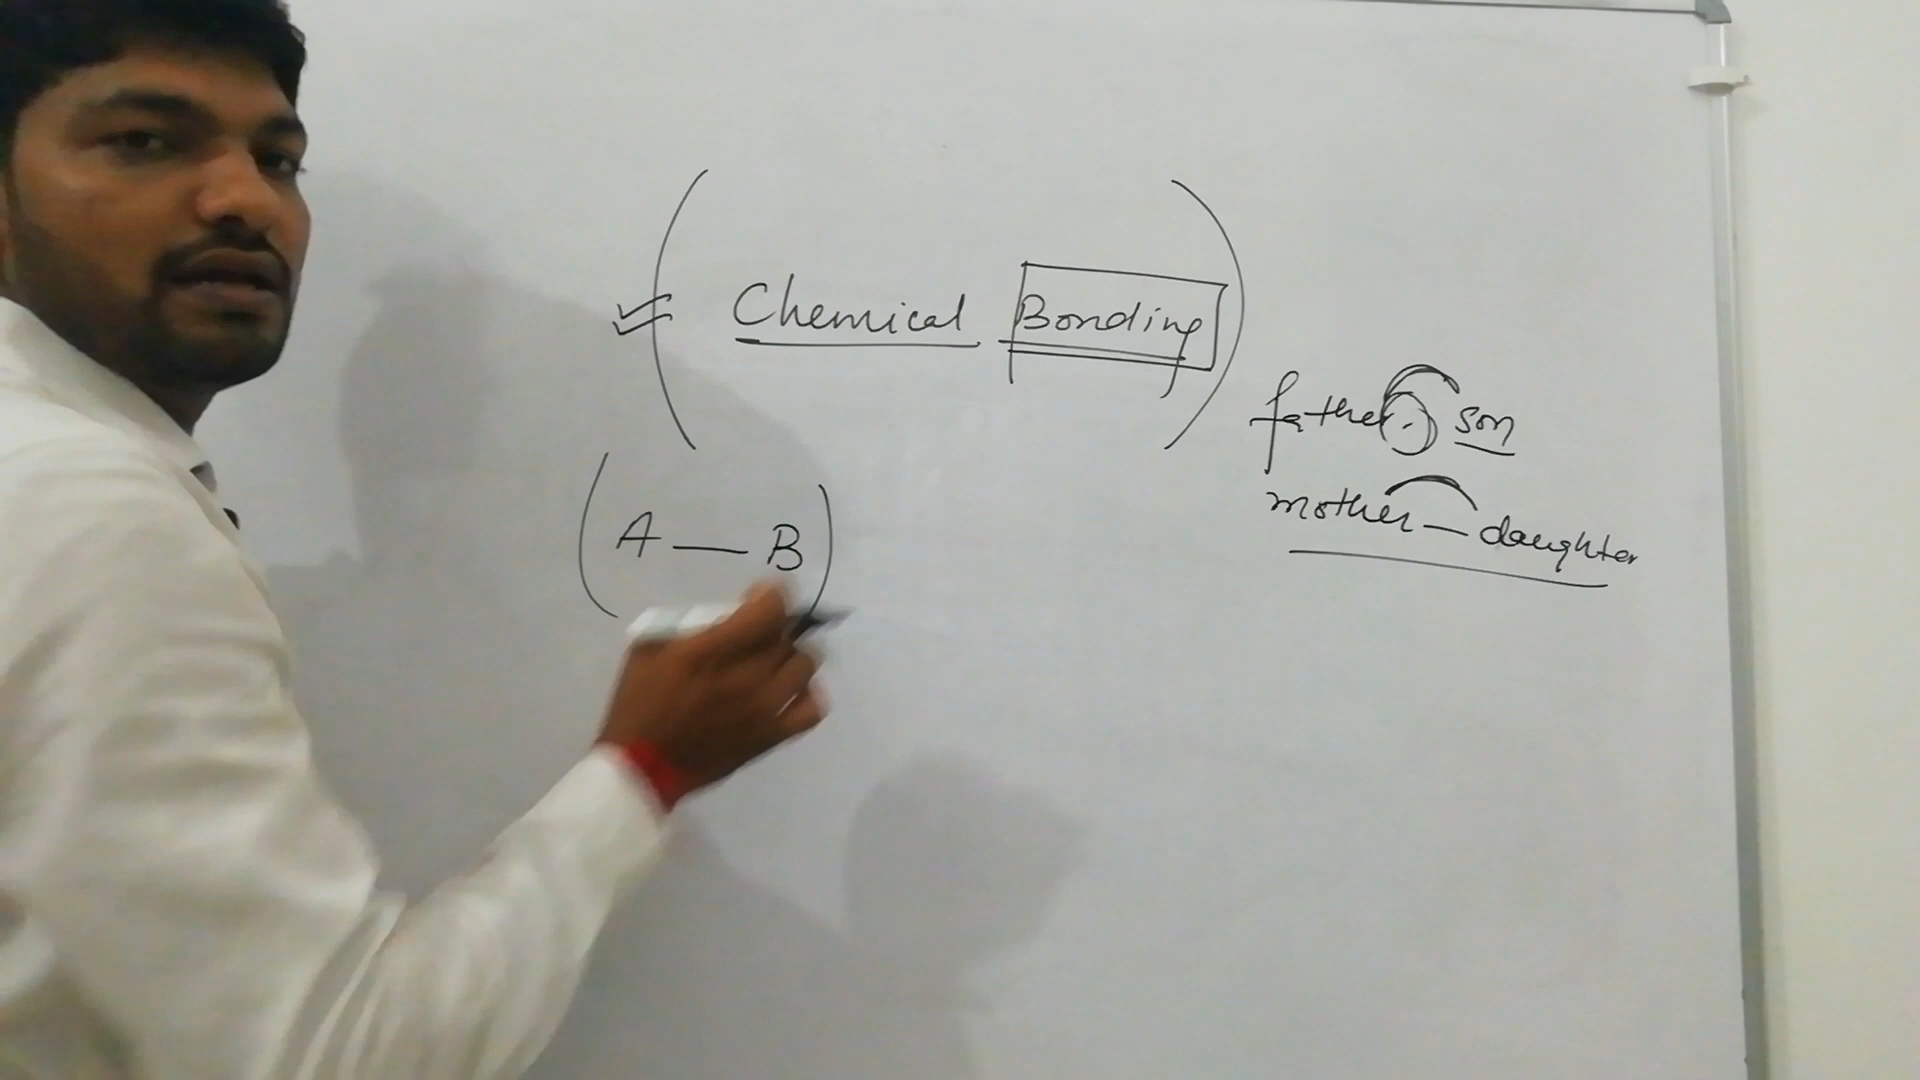 Chemical Bonding
father . son
mother — daughter
A — B